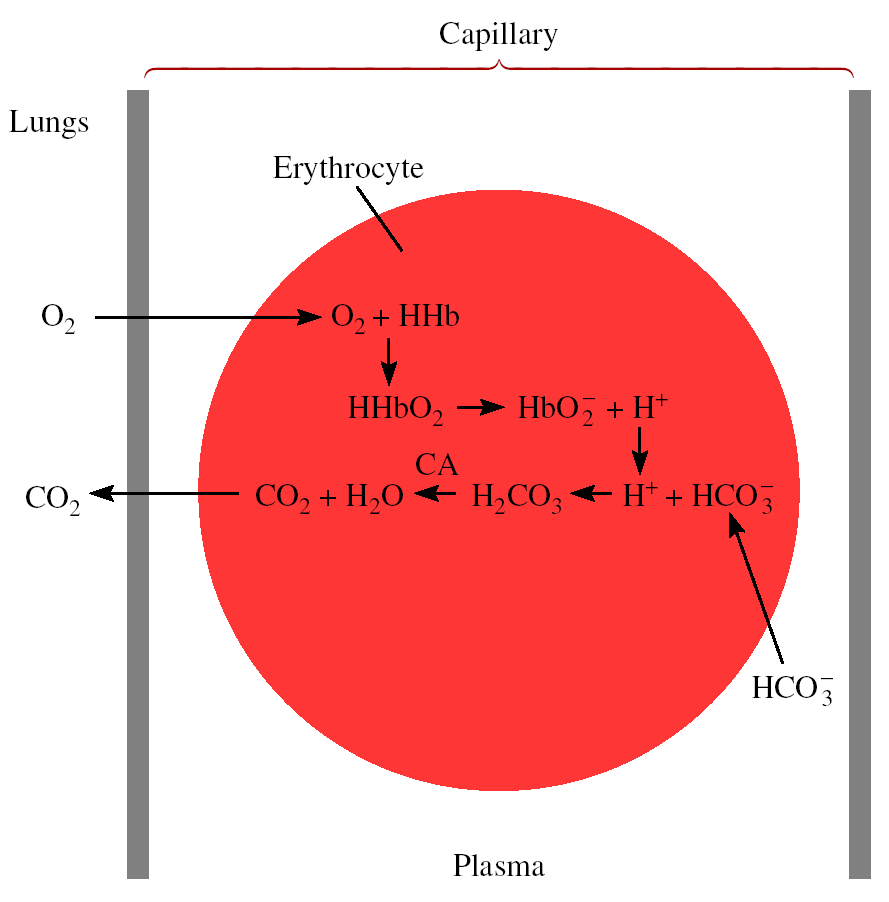 Capillary
Lungs
Erythrocyte
O₂ O₂ + HHb
HHbO₂ HbO₂⁻ + H⁺
CA
CO₂ CO₂ + H₂O H₂CO₃ H⁺ + HCO₃⁻
HCO₃⁻
Plasma